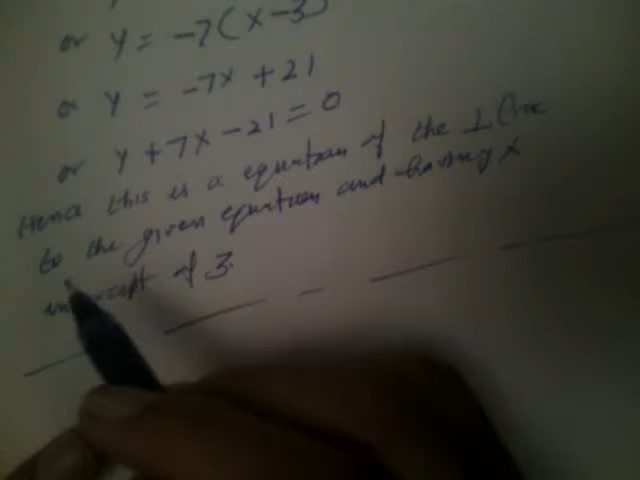 or y = -7(x-3)
or y = -7x + 21
or y + 7x - 21 = 0
Hence this is a equation of the ⊥ line
to the given equation and having x
intercept of 3.